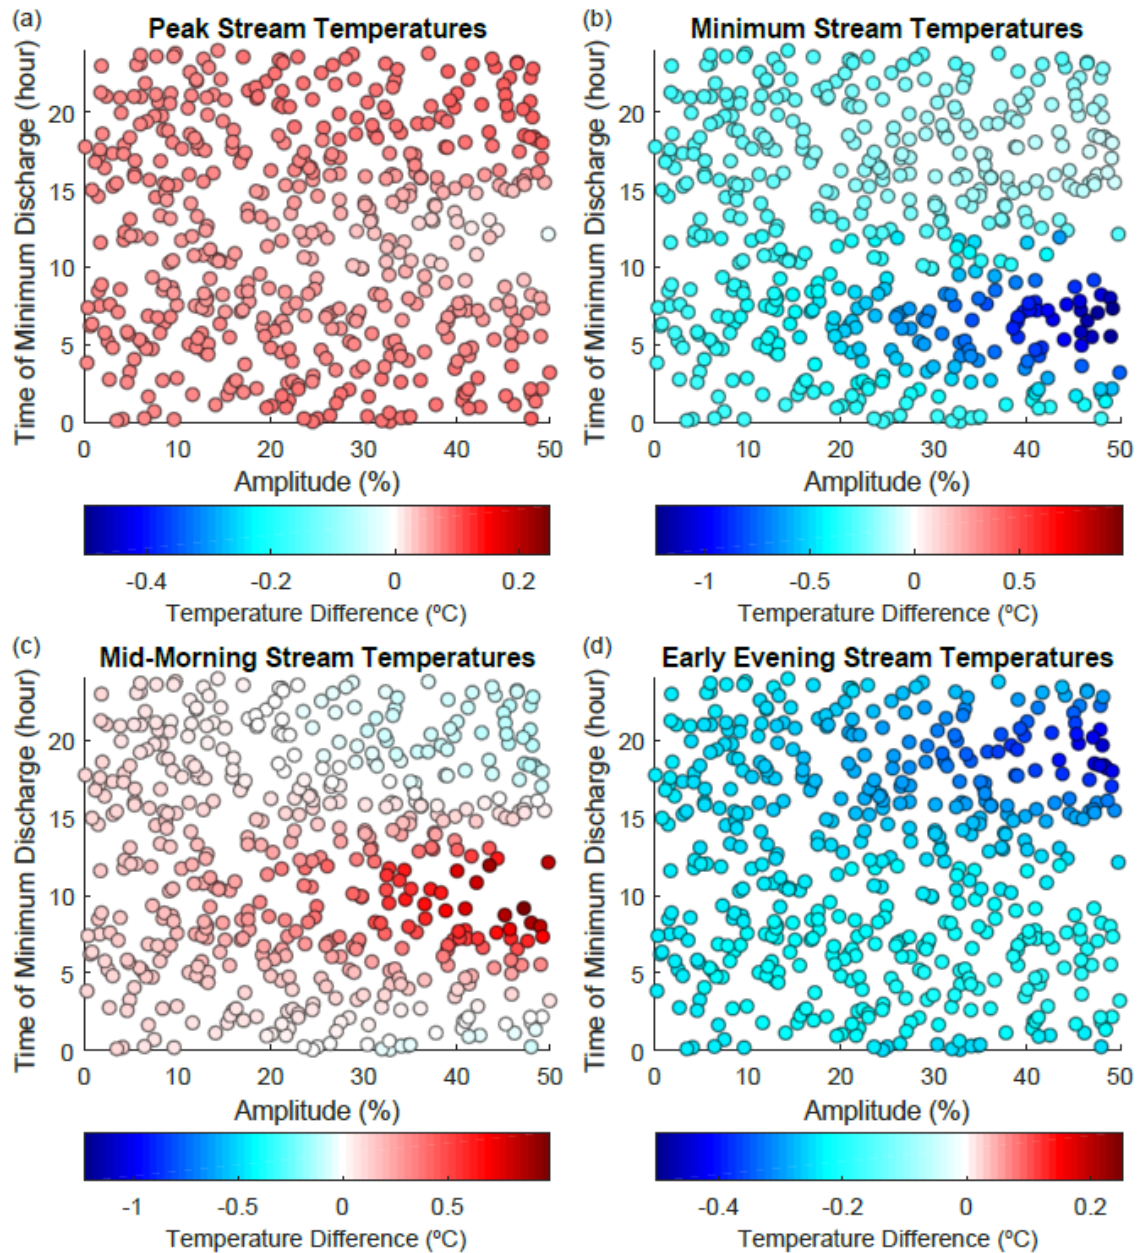 (a)
Peak Stream Temperatures
Time of Minimum Discharge (hour)
20
15
10
5
0
0 10 20 30 40 50
Amplitude (%)
-0.4 -0.2 0 0.2
Temperature Difference (ºC)
(b)
Minimum Stream Temperatures
Time of Minimum Discharge (hour)
20
15
10
5
0
0 10 20 30 40 50
Amplitude (%)
-1 -0.5 0 0.5
Temperature Difference (ºC)
(c)
Mid-Morning Stream Temperatures
Time of Minimum Discharge (hour)
20
15
10
5
0
0 10 20 30 40 50
Amplitude (%)
-1 -0.5 0 0.5
Temperature Difference (ºC)
(d)
Early Evening Stream Temperatures
Time of Minimum Discharge (hour)
20
15
10
5
0
0 10 20 30 40 50
Amplitude (%)
-0.4 -0.2 0 0.2
Temperature Difference (ºC)